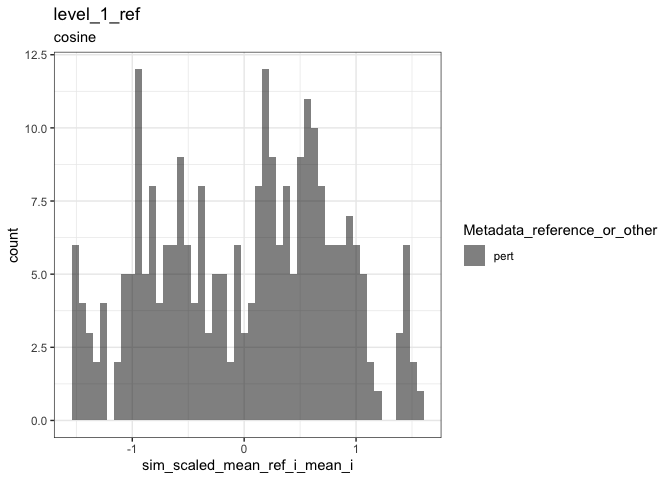 level_1_ref
cosine
12.5
10.0
7.5
5.0
2.5
0.0
count
-1
0
1
sim_scaled_mean_ref_i_mean_i
Metadata_reference_or_other
pert